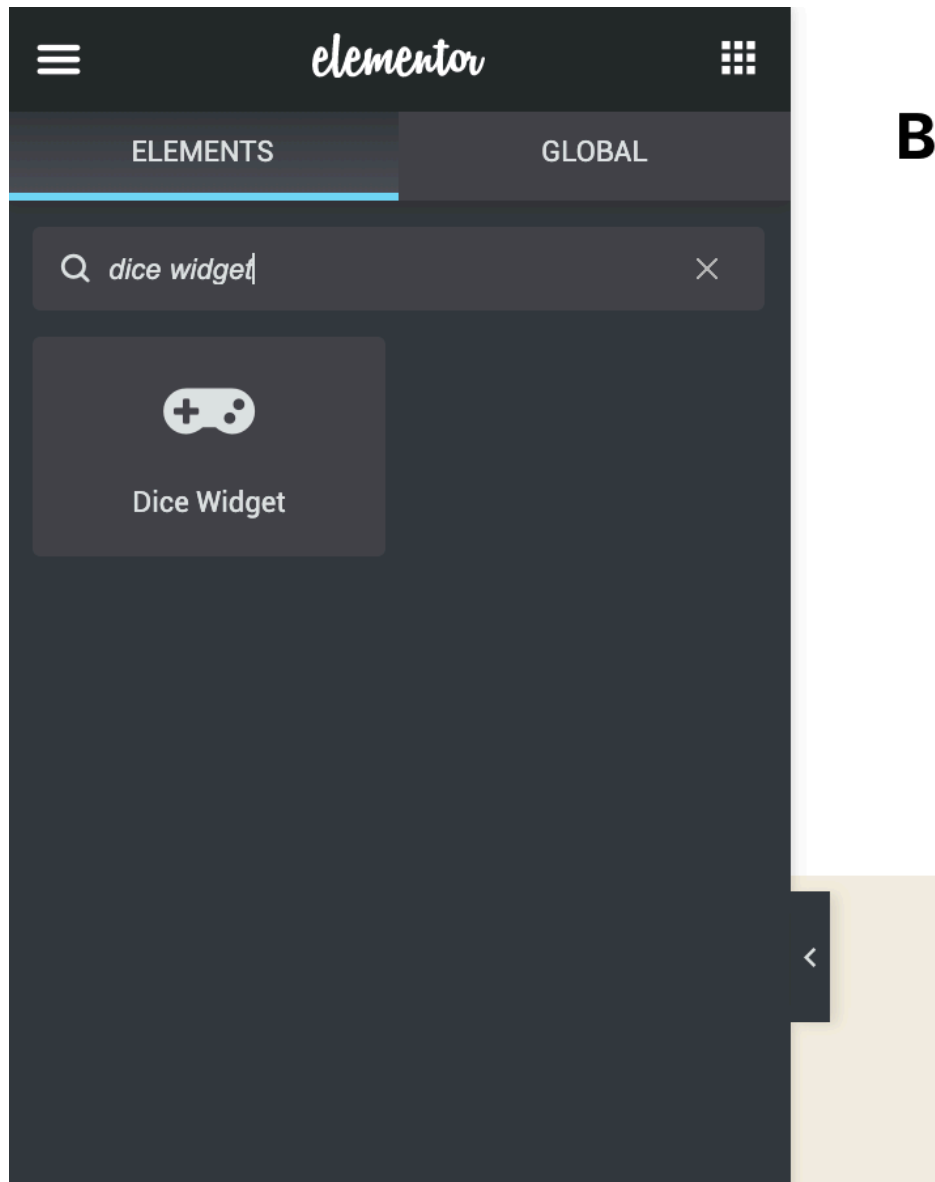 elementor
ELEMENTS
GLOBAL
B
dice widget
Dice Widget